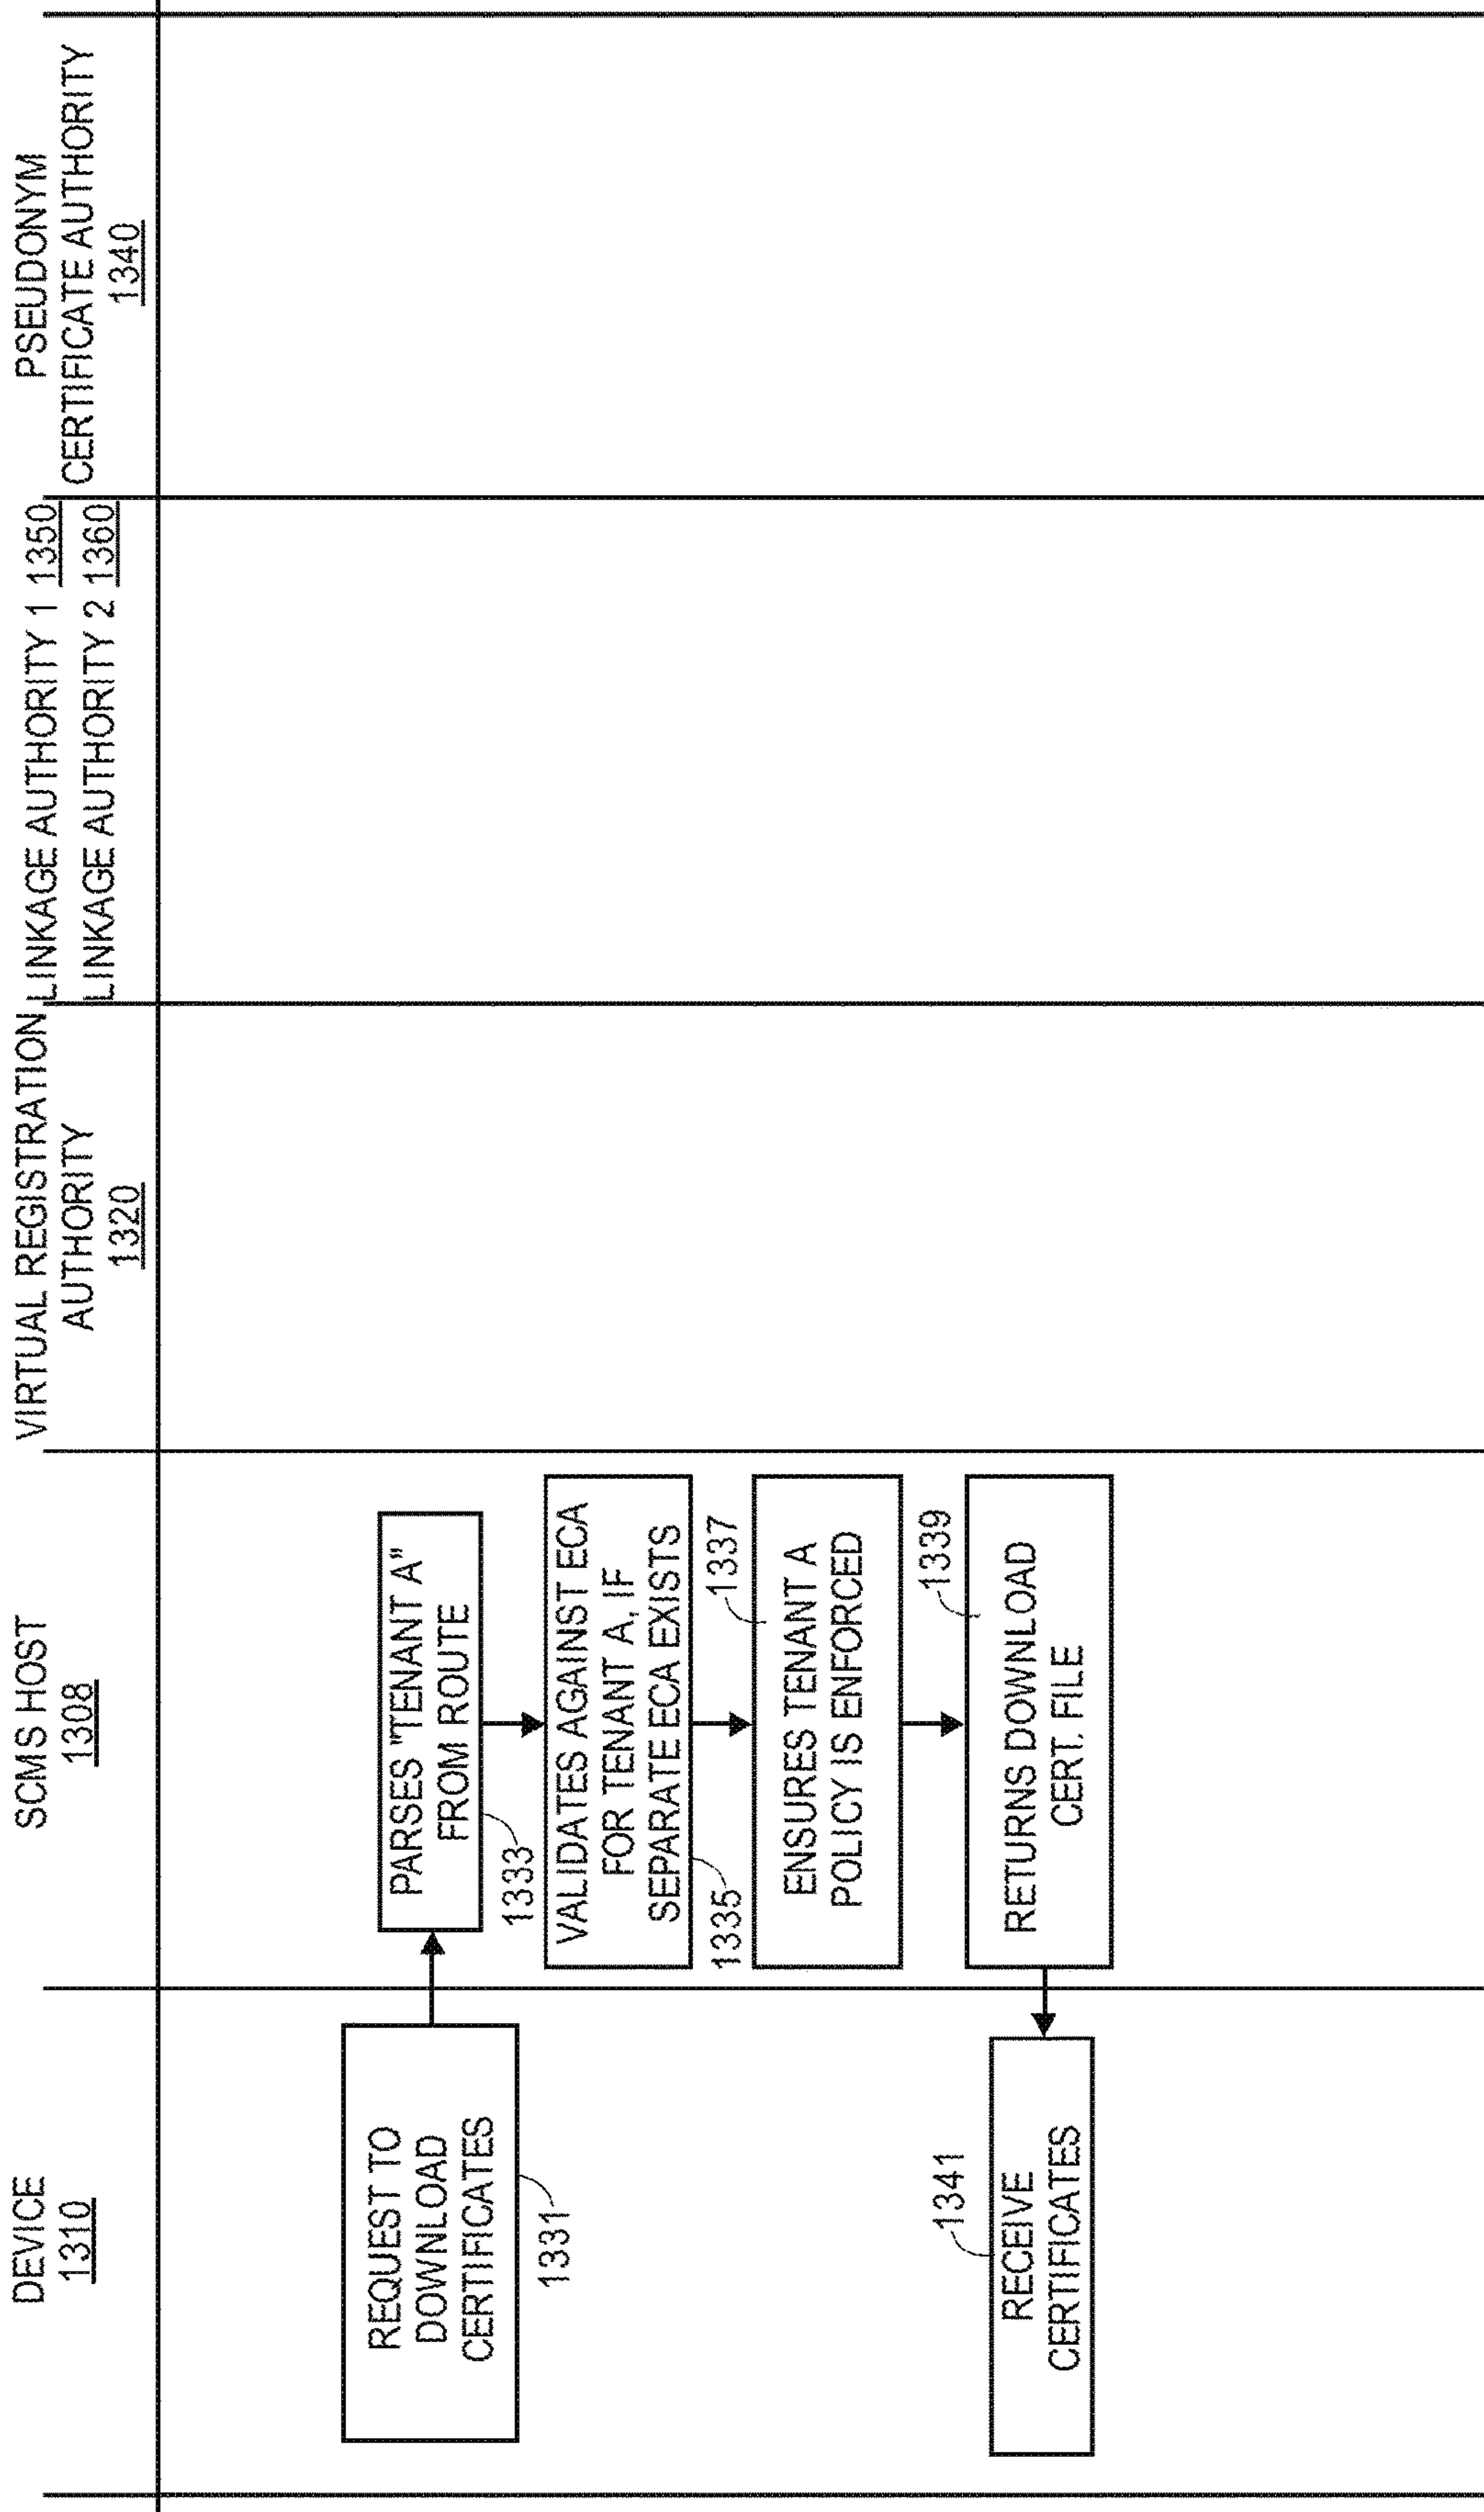 DEVICE
1310
SCMS HOST
1308
VIRTUAL REGISTRATION
AUTHORITY
1320
LINKAGE AUTHORITY 1 1350
LINKAGE AUTHORITY 2 1360
PSEUDONYM
CERTIFICATE AUTHORITY
1340
REQUEST TO
DOWNLOAD
CERTIFICATES
1331
PARSES "TENANT A"
FROM ROUTE
1333
VALIDATES AGAINST ECA
FOR TENANT A, IF
SEPARATE ECA EXISTS
1335
1337
ENSURES TENANT A
POLICY IS ENFORCED
1339
RETURNS DOWNLOAD
CERT. FILE
1341
RECEIVE
CERTIFICATES